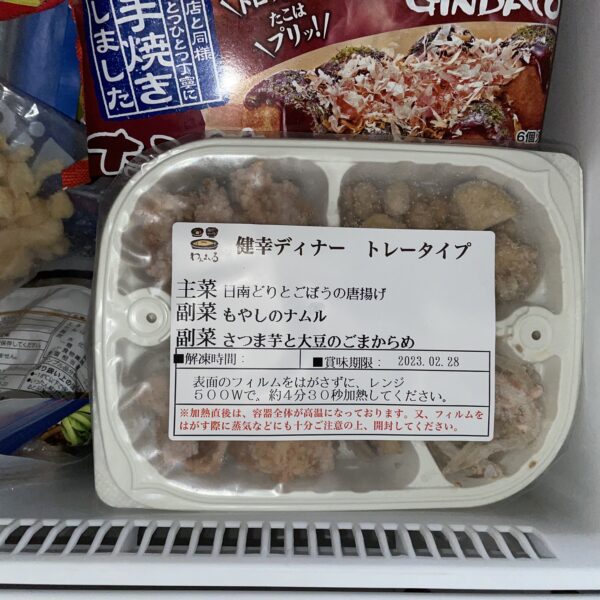 店と同様
ひとつひとつ丁寧に
手焼き
しました
たこは
プリッ!
GINDACO
6個
わんまいる
健幸ディナー トレータイプ
主菜 日南どりとごぼうの唐揚げ
副菜 もやしのナムル
副菜 さつま芋と大豆のごまからめ
■解凍時間:
■賞味期限: 2023.02.28
表面のフィルムをはがさずに、レンジ
500Wで、約4分30秒加熱してください。
※加熱直後は、容器全体が高温になっております。又、フィルムを
はがす際に蒸気などにも十分ご注意の上、開封してください。